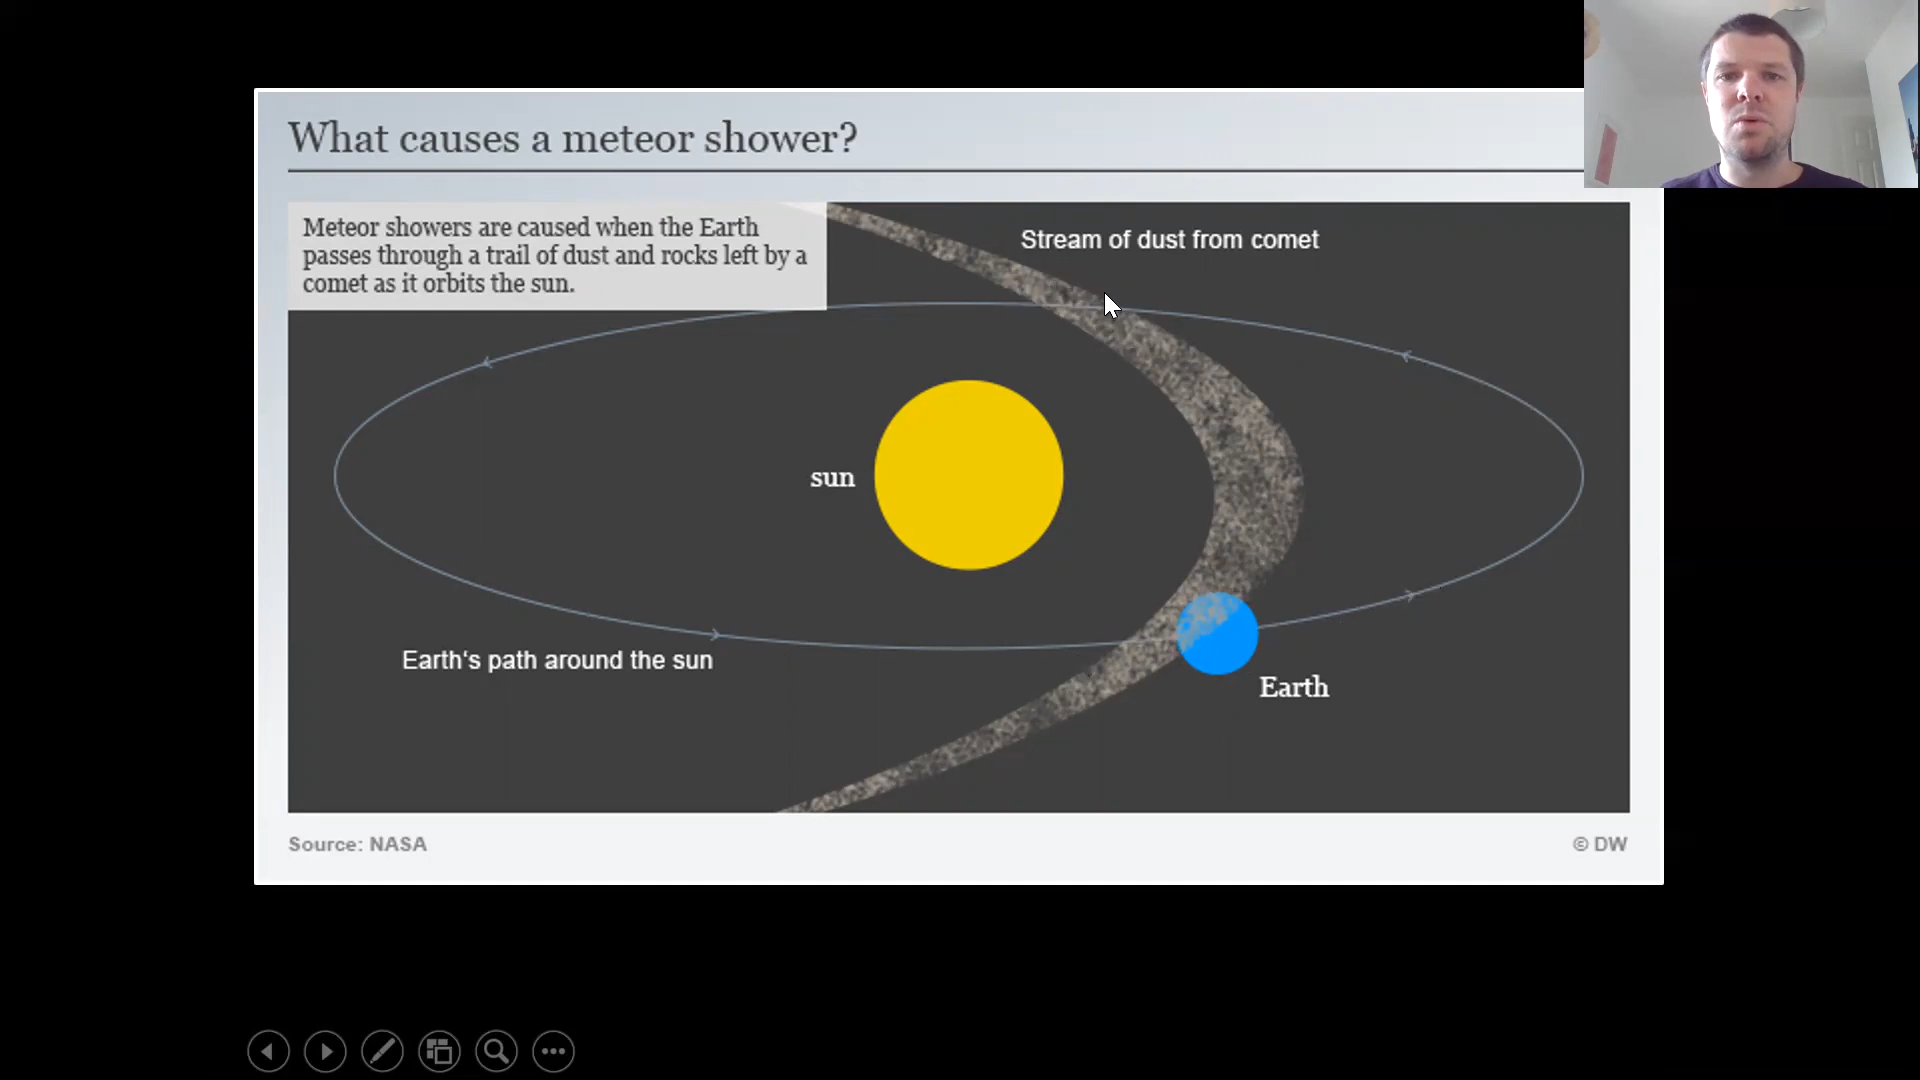 What causes a meteor shower?
Meteor showers are caused when the Earth
passes through a trail of dust and rocks left by a
comet as it orbits the sun.
Stream of dust from comet
sun
Earth‘s path around the sun
Earth
Source: NASA
© DW